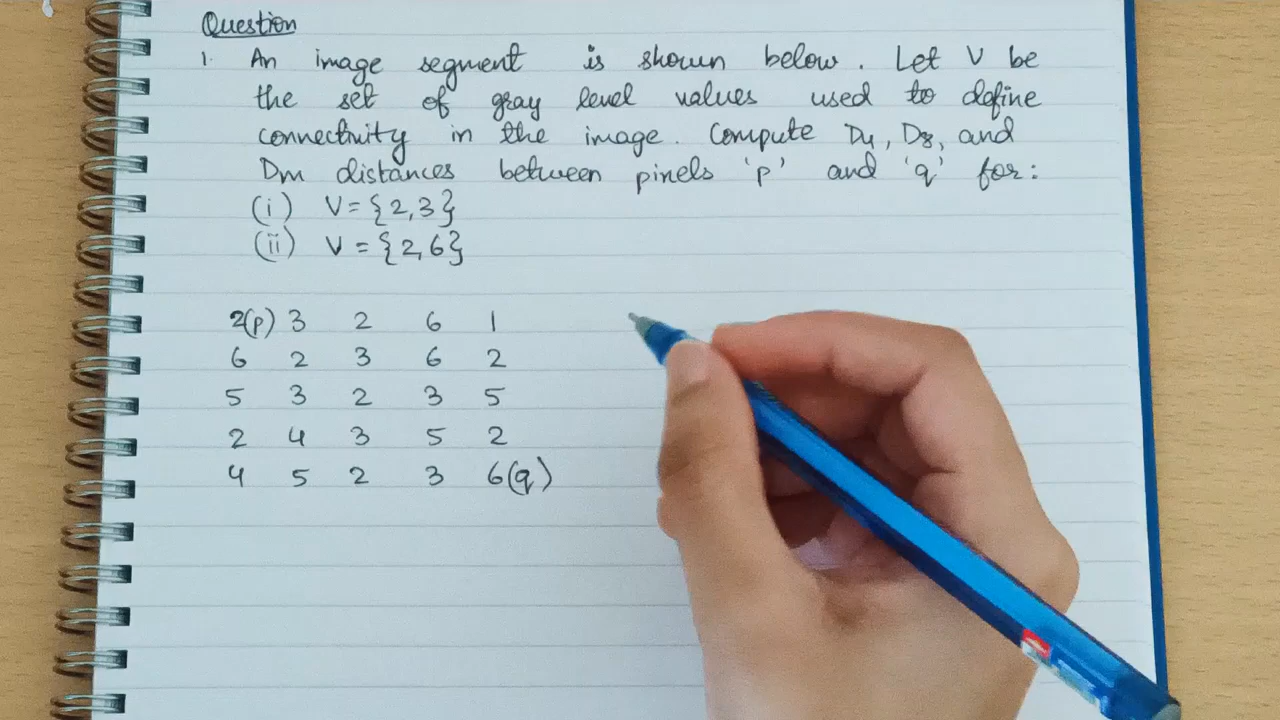 Question
1. An image segment is shown below. Let V be
the set of gray level values used to define
connectivity in the image. Compute D4, D8, and
Dm distances between pixels 'p' and 'q' for:
(i) V = {2,3}
(ii) V = {2,6}
2(p) 3 2 6 1
6 2 3 6 2
5 3 2 3 5
2 4 3 5 2
4 5 2 3 6(q)